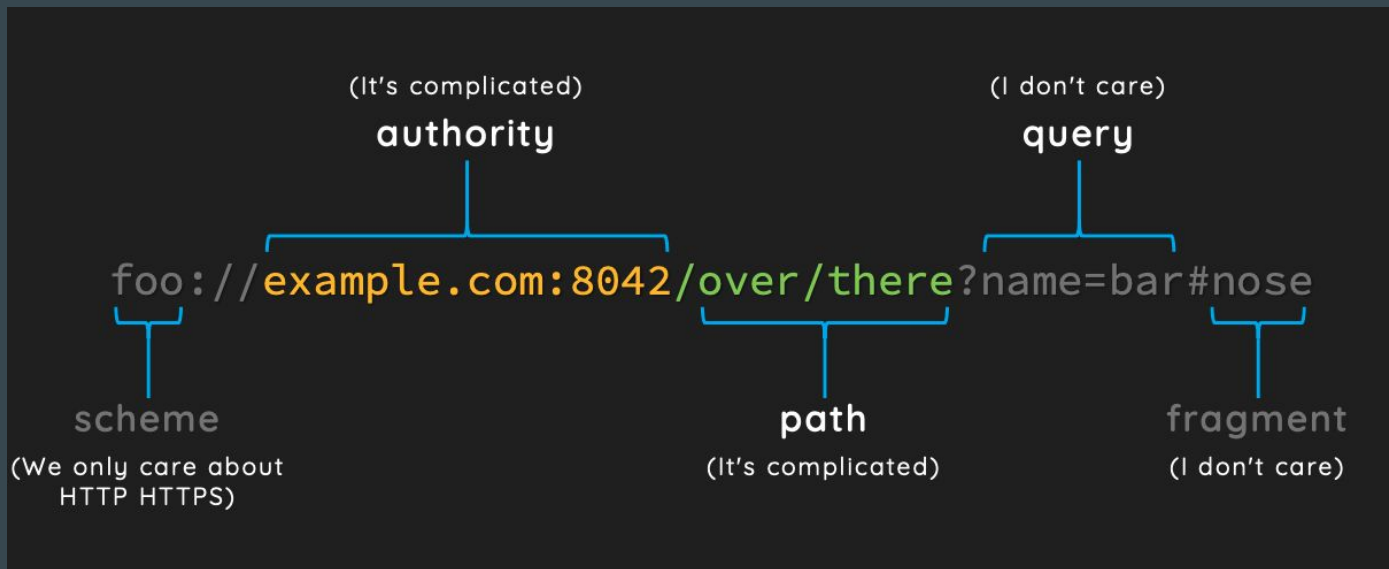 (It's complicated)
authority
(I don't care)
query
foo://example.com:8042/over/there?name=bar#nose
scheme
(We only care about
HTTP HTTPS)
path
(It's complicated)
fragment
(I don't care)